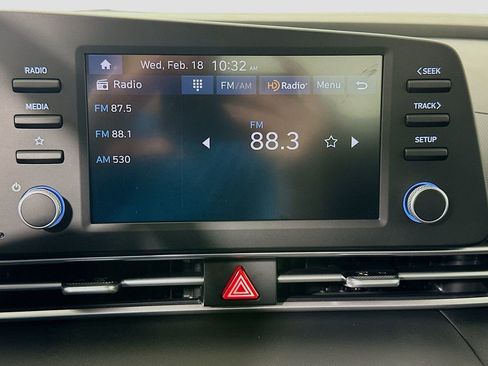 Wed, Feb. 18 10:32 AM
RADIO
<SEEK
Radio FM/AM HD Radio Menu
MEDIA
FM 87.5
TRACK>
FM 88.1
FM
88.3
SETUP
AM 530